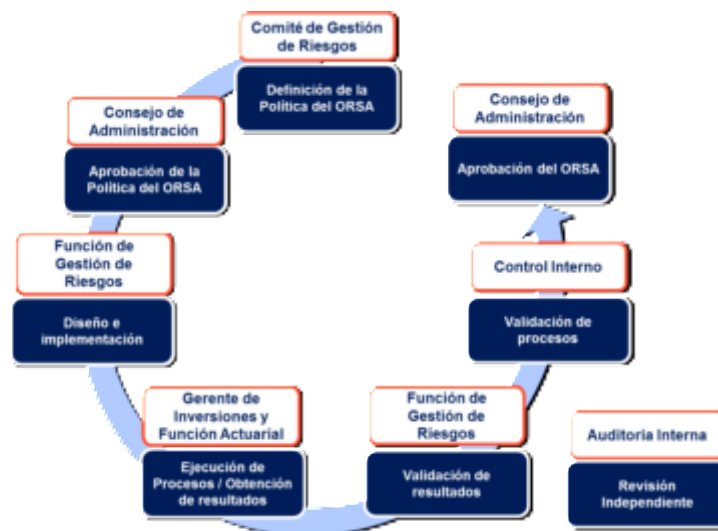 Comité de Gestión
de Riesgos
Definición de la
Política del ORSA
Consejo de
Administración
Aprobación de la
Política del ORSA
Función de
Gestión de
Riesgos
Diseño e
implementación
Gerente de
Inversiones y
Función Actuarial
Ejecución de
Procesos / Obtención
de resultados
Función de
Gestión de
Riesgos
Validación de
resultados
Control Interno
Validación de
procesos
Consejo de
Administración
Aprobación del ORSA
Auditoría Interna
Revisión
Independiente